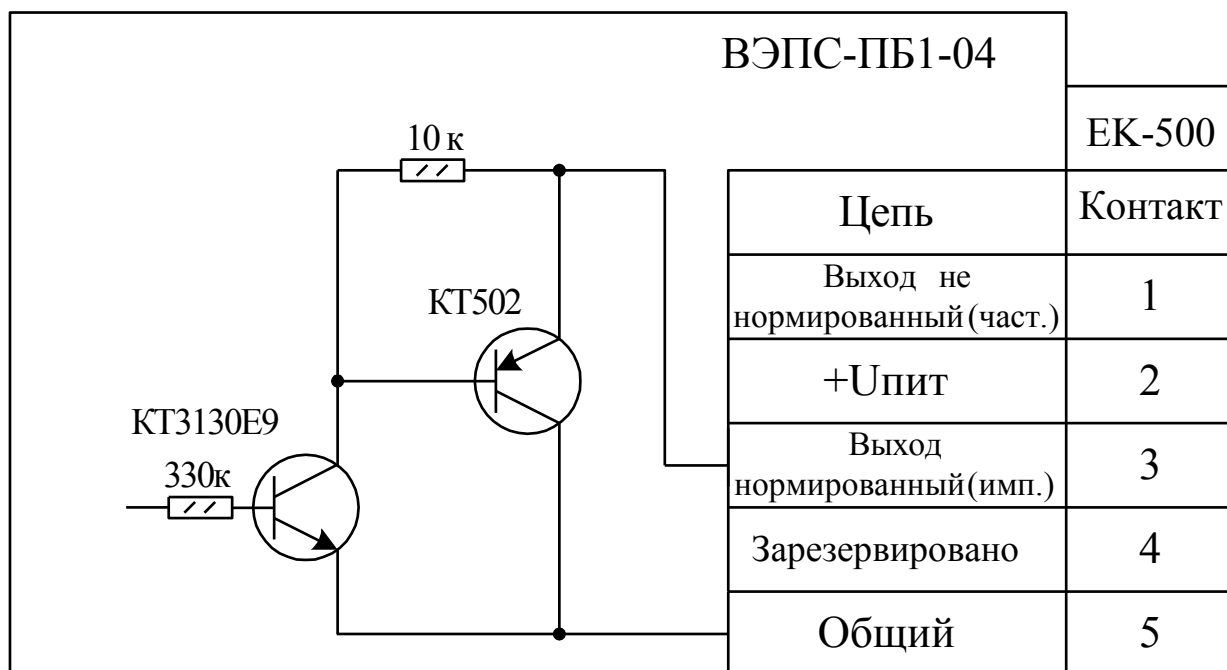 ВЭПС-ПБ1-04
EK-500
10 к
Цепь
Контакт
Выход не
нормированный (част.)
1
КТ502
+Uпит
2
КТ3130Е9
Выход
нормированный (имп.)
3
330к
Зарезервировано
4
Общий
5